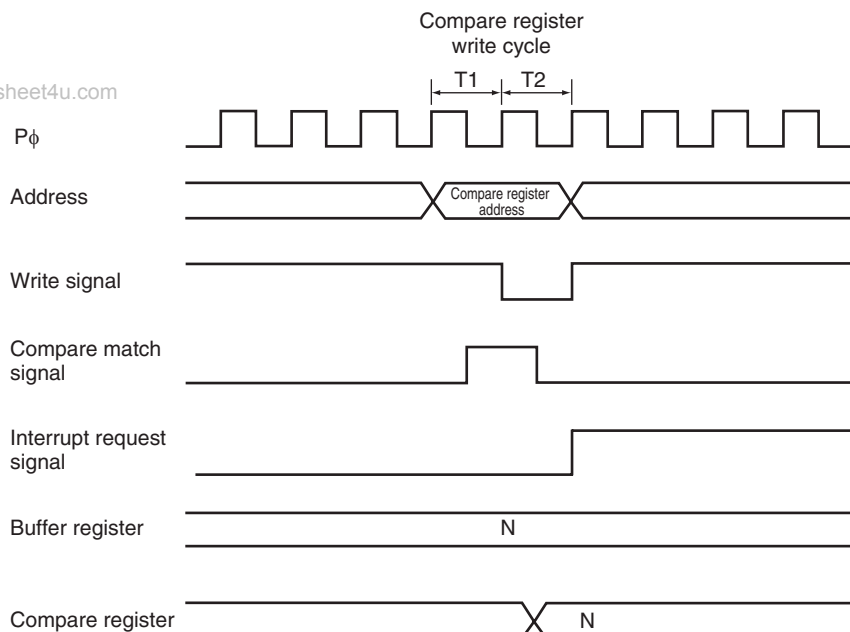 Compare register
write cycle
sheet4u.com
T1 T2
Pϕ
Address
Compare register
address
Write signal
Compare match
signal
Interrupt request
signal
Buffer register
N
Compare register
N